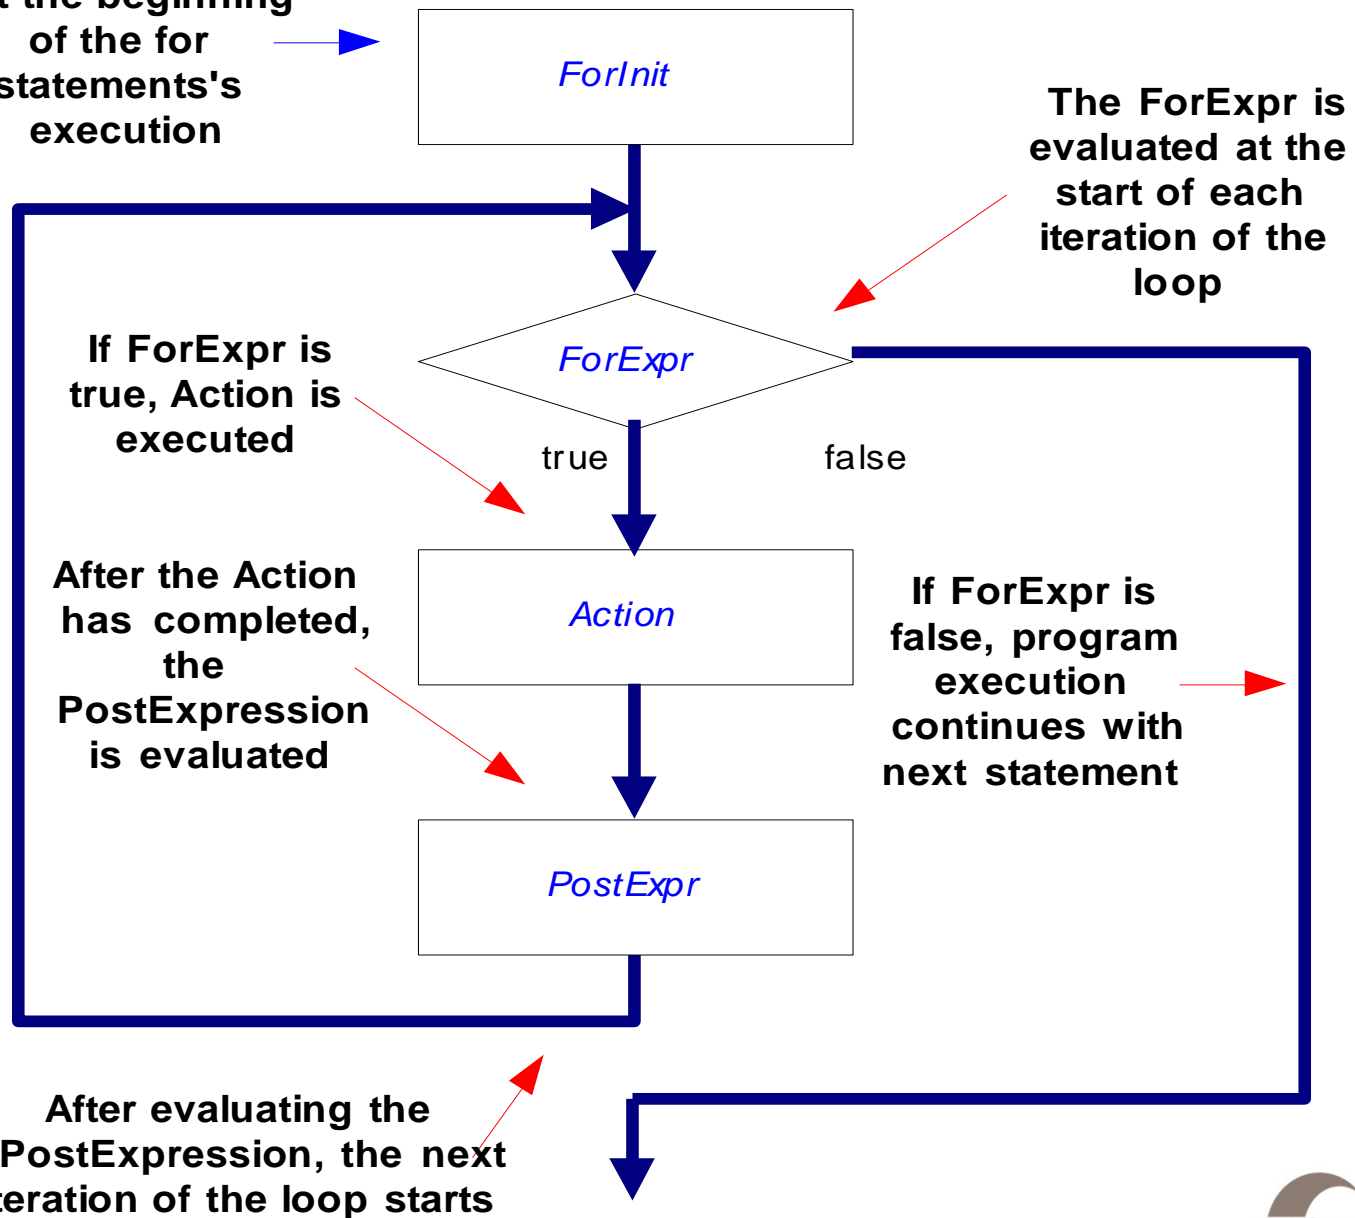 the beginning
of the for
statements's
execution
ForInit
The ForExpr is
evaluated at the
start of each
iteration of the
loop
ForExpr
If ForExpr is
true, Action is
executed
true
false
Action
After the Action
has completed,
the
PostExpression
is evaluated
If ForExpr is
false, program
execution
continues with
next statement
PostExpr
After evaluating the
PostExpression, the next
teration of the loop starts